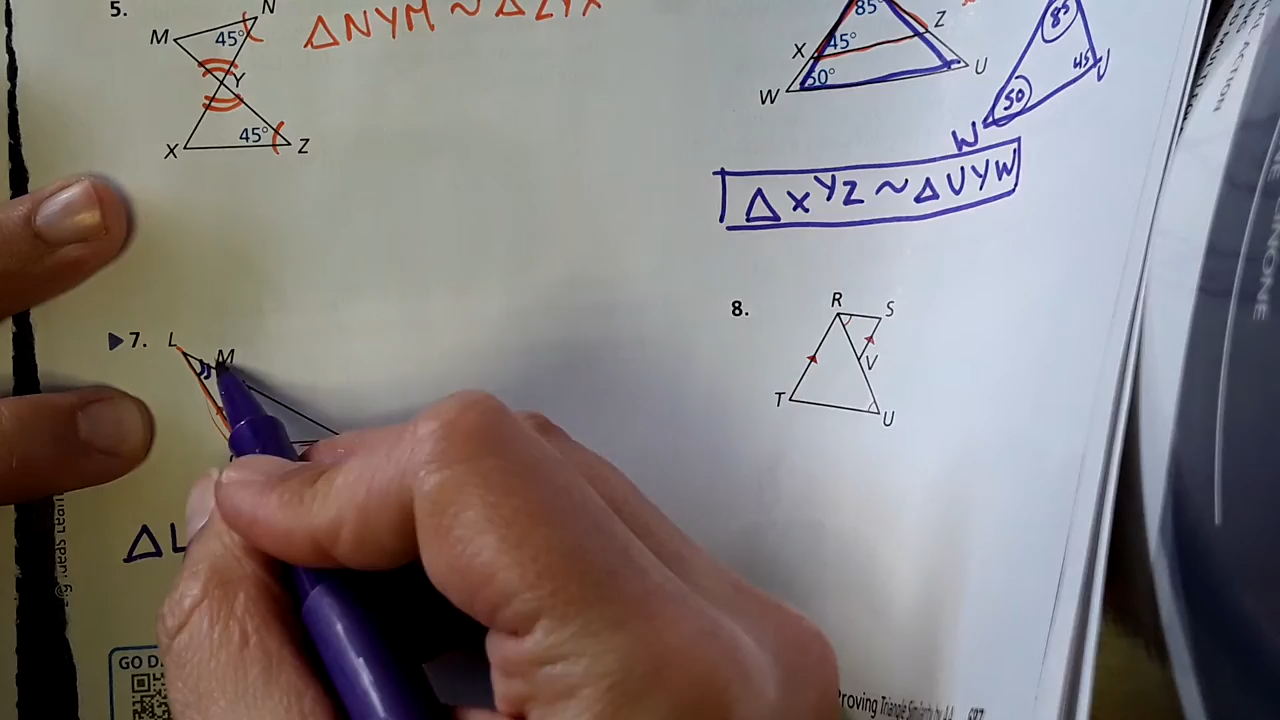 5.
N
△NYM ~ △ZYX
M
45°
Y
45°
X
Z
85°
Z
X
45°
50°
W
U
85
45
U
50
W
△XYZ ~ △UYW
7.
L
M
△L
8.
R
S
V
T
U
GO DI
Proving Triangle Similarity by AA